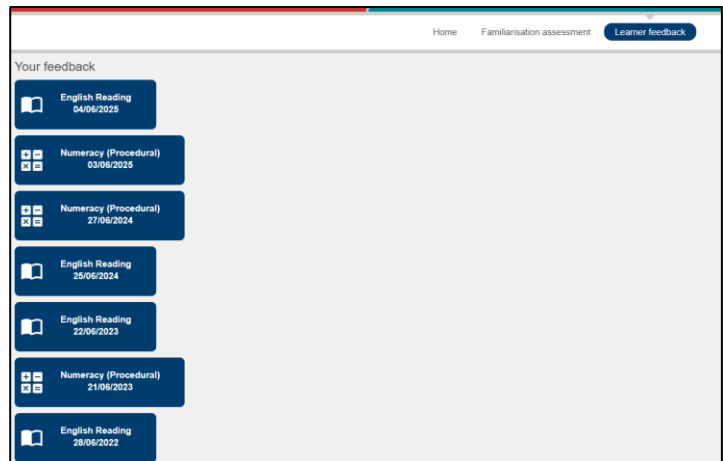 Home Familiarisation assessment Learner feedback
Your feedback
English Reading
04/06/2025
Numeracy (Procedural)
03/06/2025
Numeracy (Procedural)
27/06/2024
English Reading
25/06/2024
English Reading
22/06/2023
Numeracy (Procedural)
21/06/2023
English Reading
28/06/2022